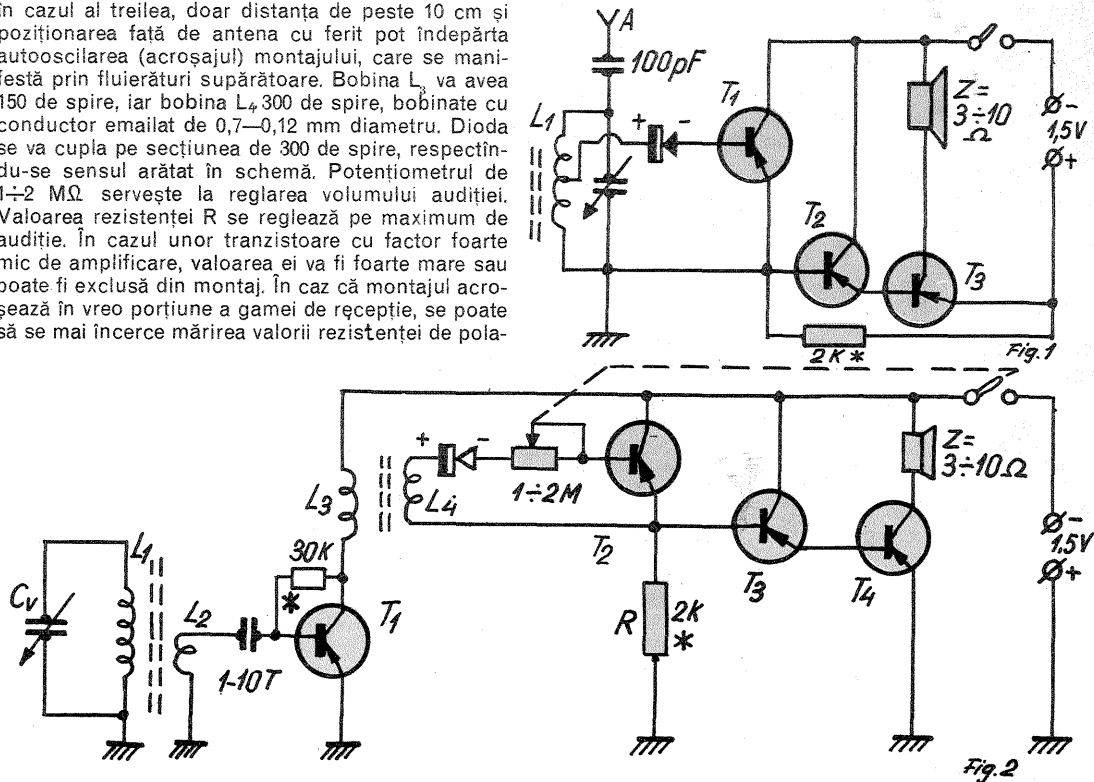 în cazul al treilea, doar distanța de peste 10 cm și
poziționarea față de antena cu ferit pot îndepărta
autooscilarea (acroșajul) montajului, care se mani-
festă prin fluierături supărătoare. Bobina L₃ va avea
150 de spire, iar bobina L₄ 300 de spire, bobinate cu
conductor emailat de 0,7—0,12 mm diametru. Dioda
se va cupla pe secțiunea de 300 de spire, respectîn-
du-se sensul arătat în schemă. Potențiometrul de
1÷2 MΩ servește la reglarea volumului audiției.
Valoarea rezistenței R se reglează pe maximum de
audiție. În cazul unor tranzistoare cu factor foarte
mic de amplificare, valoarea ei va fi foarte mare sau
poate fi exclusă din montaj. În caz că montajul acro-
șează în vreo porțiune a gamei de recepție, se poate
să se mai încerce mărirea valorii rezistenței de pola-
A
100pF
L1
+
-
T1
Z=
3÷10
Ω
-
1,5V
+
T2
T3
2K *
Fig.1
+
-
1÷2M
L4
L3
T2
Z=
3÷10Ω
-
1,5V
+
T3
T4
R
2K
*
30K
*
T1
L1
Cv
L2
1-10T
Fig.2